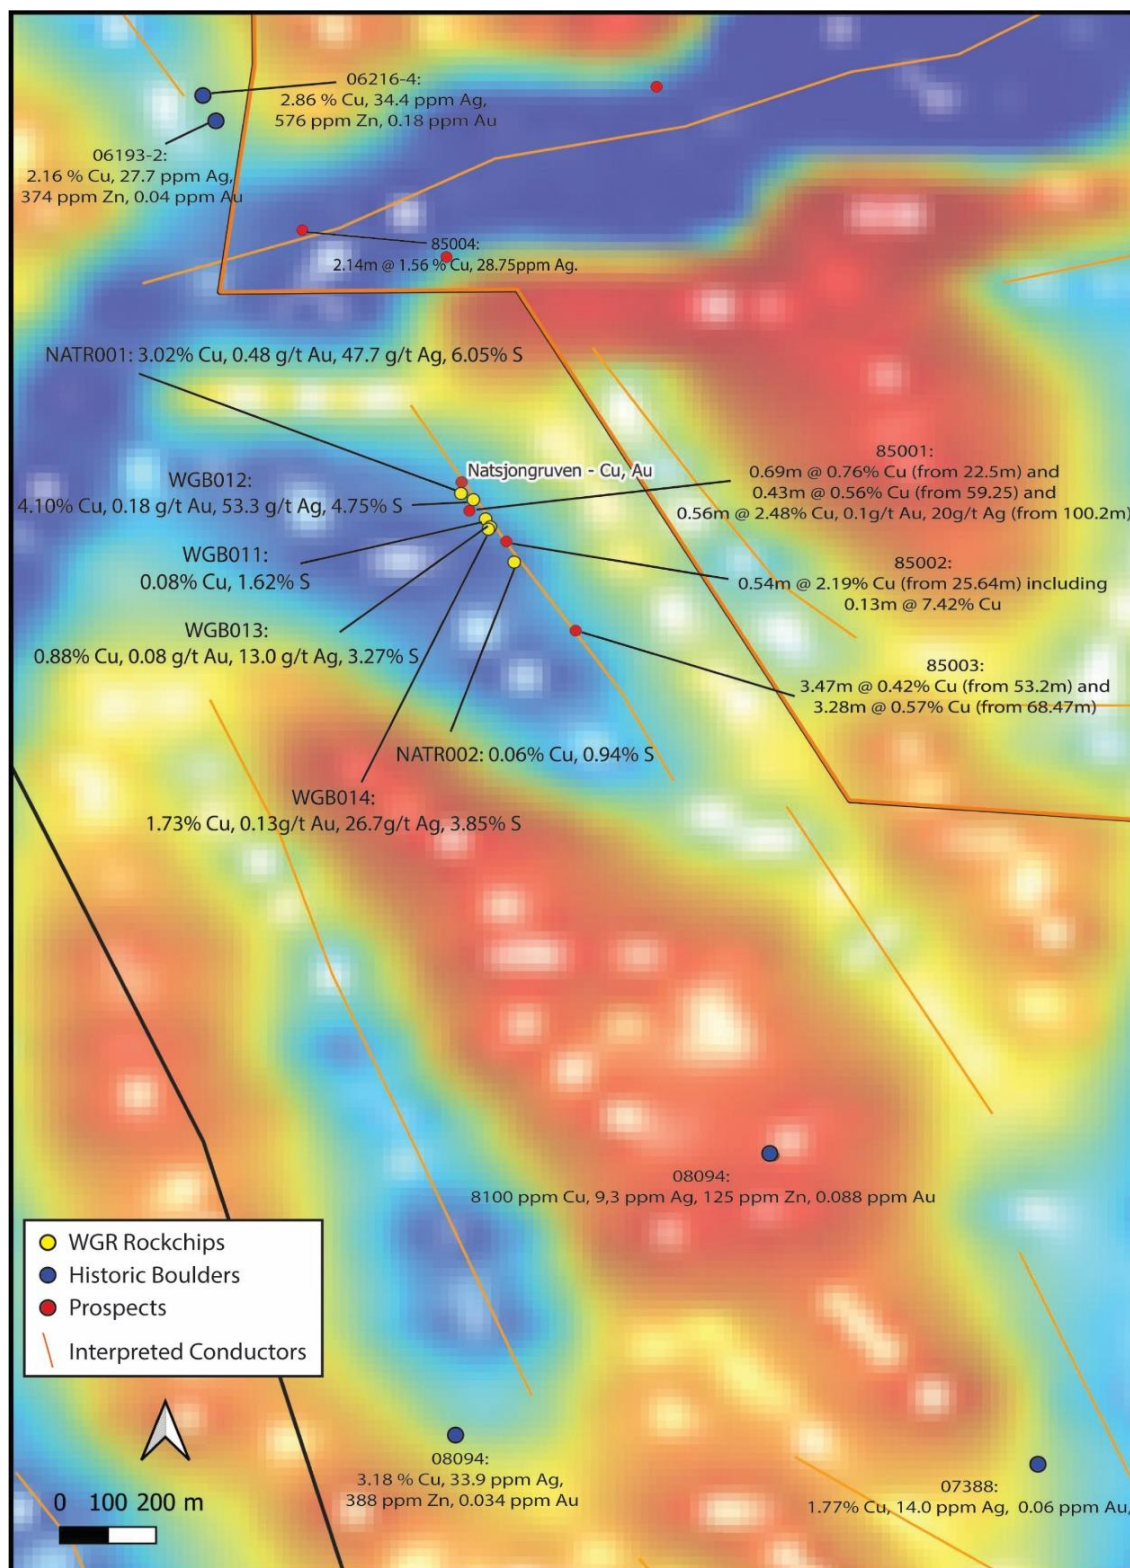 06216-4:
2.86 % Cu, 34.4 ppm Ag,
576 ppm Zn, 0.18 ppm Au
06193-2:
2.16 % Cu, 27.7 ppm Ag,
374 ppm Zn, 0.04 ppm Au
85004:
2.14m @ 1.56 % Cu, 28.75ppm Ag.
NATR001: 3.02% Cu, 0.48 g/t Au, 47.7 g/t Ag, 6.05% S
Natsjongruven - Cu, Au
WGB012:
4.10% Cu, 0.18 g/t Au, 53.3 g/t Ag, 4.75% S
85001:
0.69m @ 0.76% Cu (from 22.5m) and
0.43m @ 0.56% Cu (from 59.25) and
0.56m @ 2.48% Cu, 0.1g/t Au, 20g/t Ag (from 100.2m)
WGB011:
0.08% Cu, 1.62% S
85002:
0.54m @ 2.19% Cu (from 25.64m) including
0.13m @ 7.42% Cu
WGB013:
0.88% Cu, 0.08 g/t Au, 13.0 g/t Ag, 3.27% S
85003:
3.47m @ 0.42% Cu (from 53.2m) and
3.28m @ 0.57% Cu (from 68.47m)
NATR002: 0.06% Cu, 0.94% S
WGB014:
1.73% Cu, 0.13g/t Au, 26.7g/t Ag, 3.85% S
08094:
8100 ppm Cu, 9,3 ppm Ag, 125 ppm Zn, 0.088 ppm Au
WGR Rockchips
Historic Boulders
Prospects
Interpreted Conductors
08094:
3.18 % Cu, 33.9 ppm Ag,
388 ppm Zn, 0.034 ppm Au
07388:
1.77% Cu, 14.0 ppm Ag, 0.06 ppm Au,
0 100 200 m